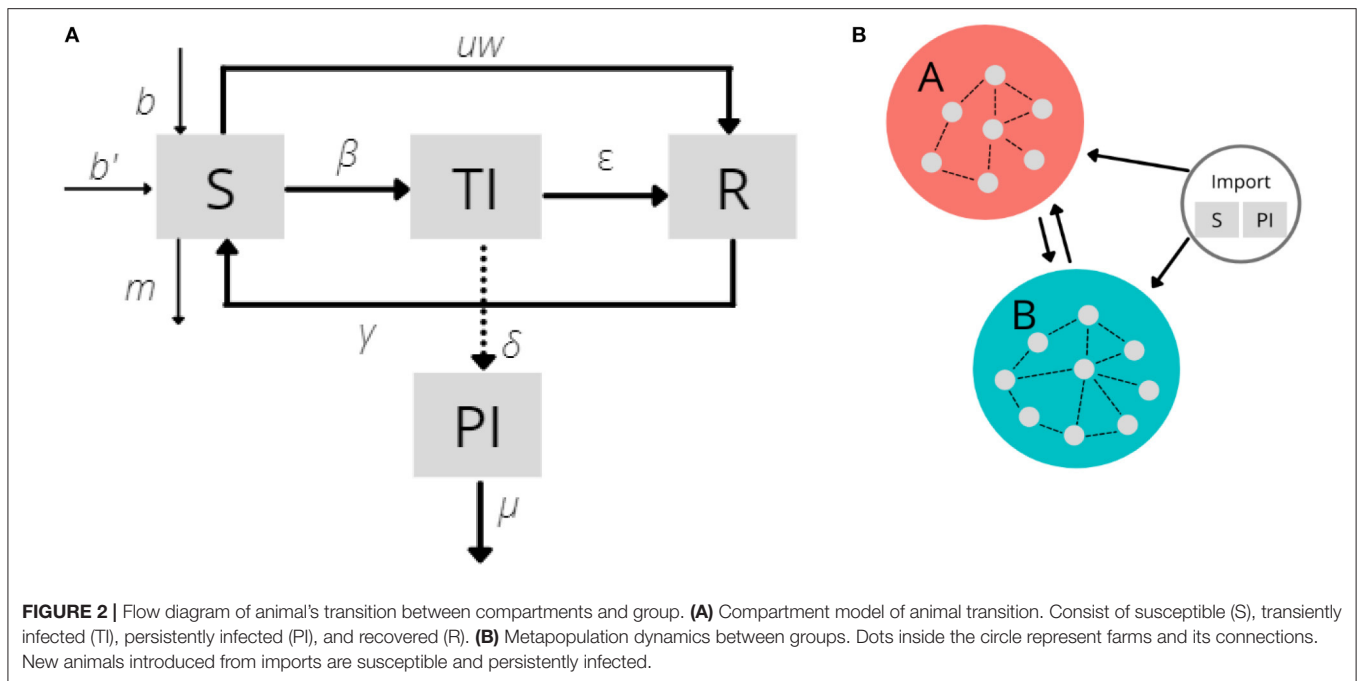 A
uw
b
b'
S
β
TI
ε
R
m
γ
δ
PI
μ
B
A
Import
S PI
B
FIGURE 2 | Flow diagram of animal's transition between compartments and group. (A) Compartment model of animal transition. Consist of susceptible (S), transiently
infected (TI), persistently infected (PI), and recovered (R). (B) Metapopulation dynamics between groups. Dots inside the circle represent farms and its connections.
New animals introduced from imports are susceptible and persistently infected.